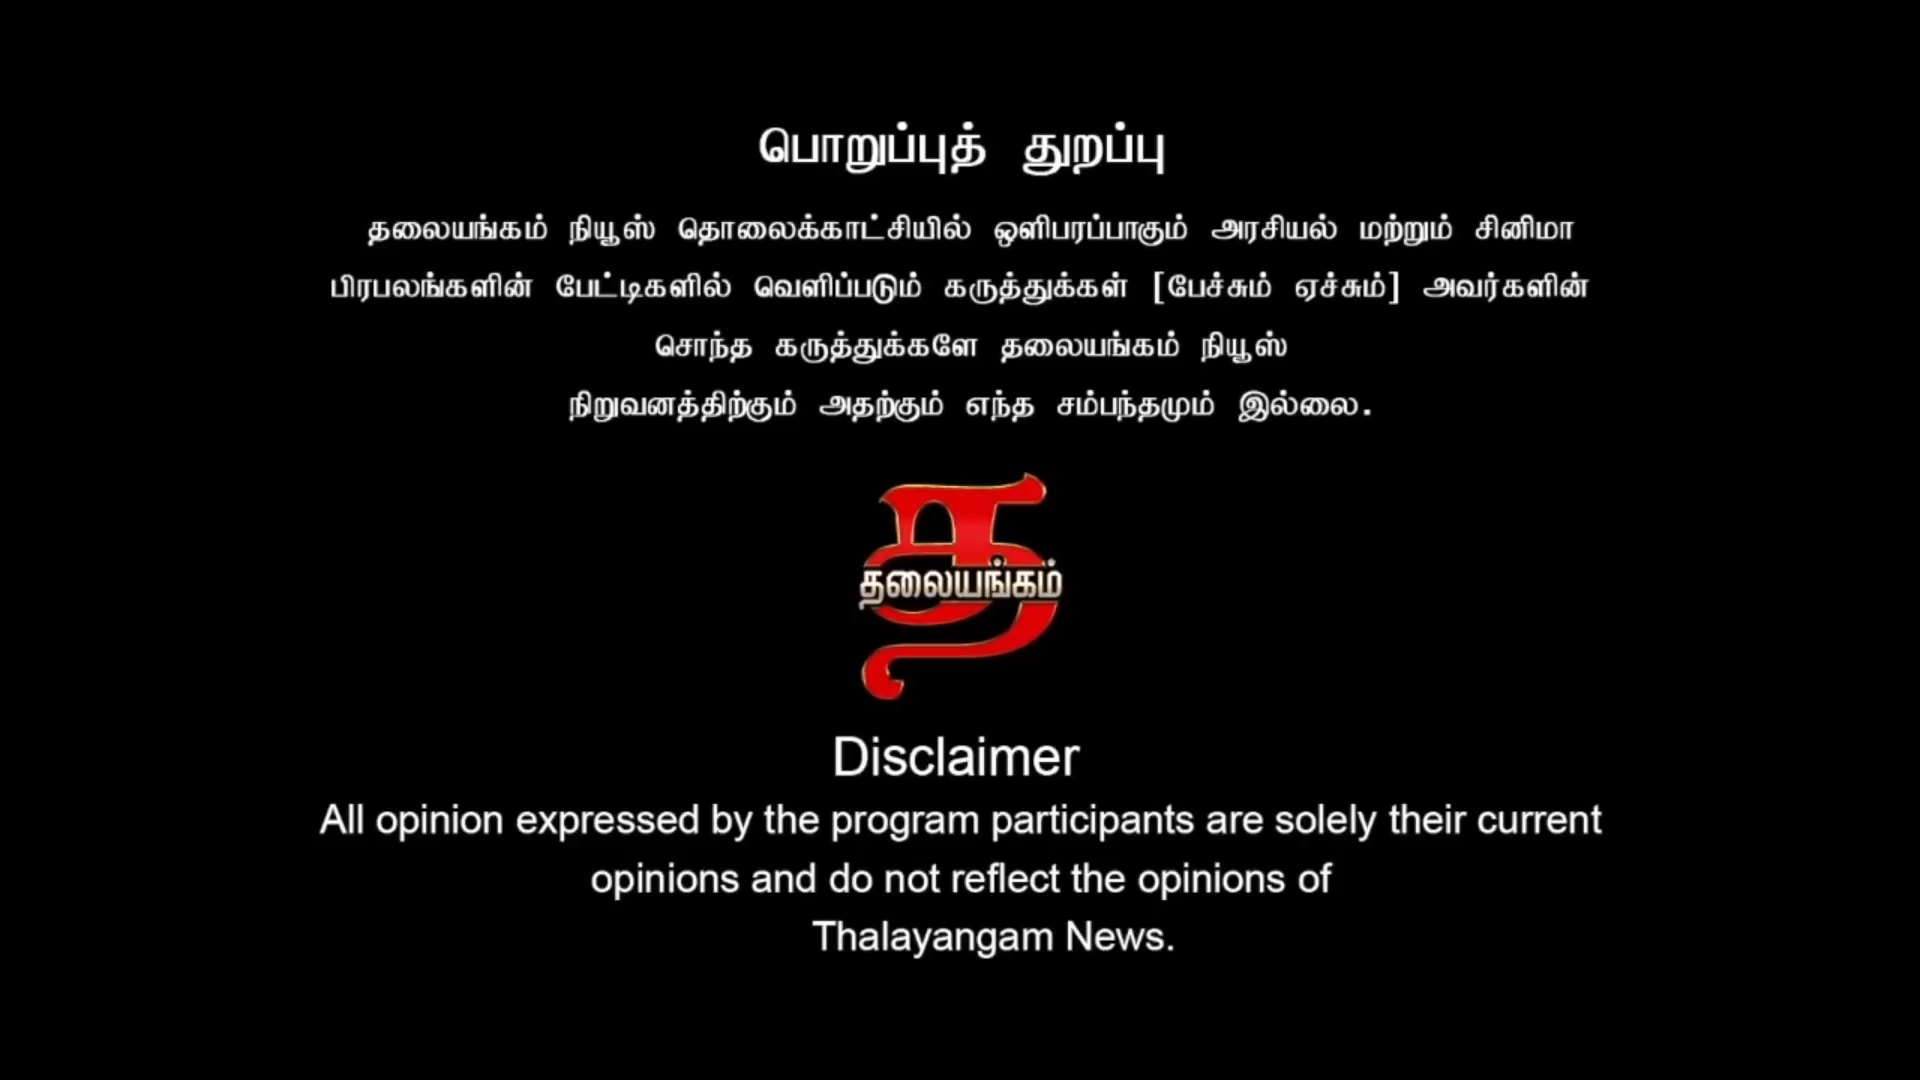 பொறுப்புத் துறப்பு
தலையங்கம் நியூஸ் தொலைக்காட்சியில் ஒளிபரப்பாகும் அரசியல் மற்றும் சினிமா
பிரபலங்களின் பேட்டிகளில் வெளிப்படும் கருத்துக்கள் [பேச்சும் ஏச்சும்] அவர்களின்
சொந்த கருத்துக்களே தலையங்கம் நியூஸ்
நிறுவனத்திற்கும் அதற்கும் எந்த சம்பந்தமும் இல்லை.
த
தலையங்கம்
Disclaimer
All opinion expressed by the program participants are solely their current
opinions and do not reflect the opinions of
Thalayangam News.